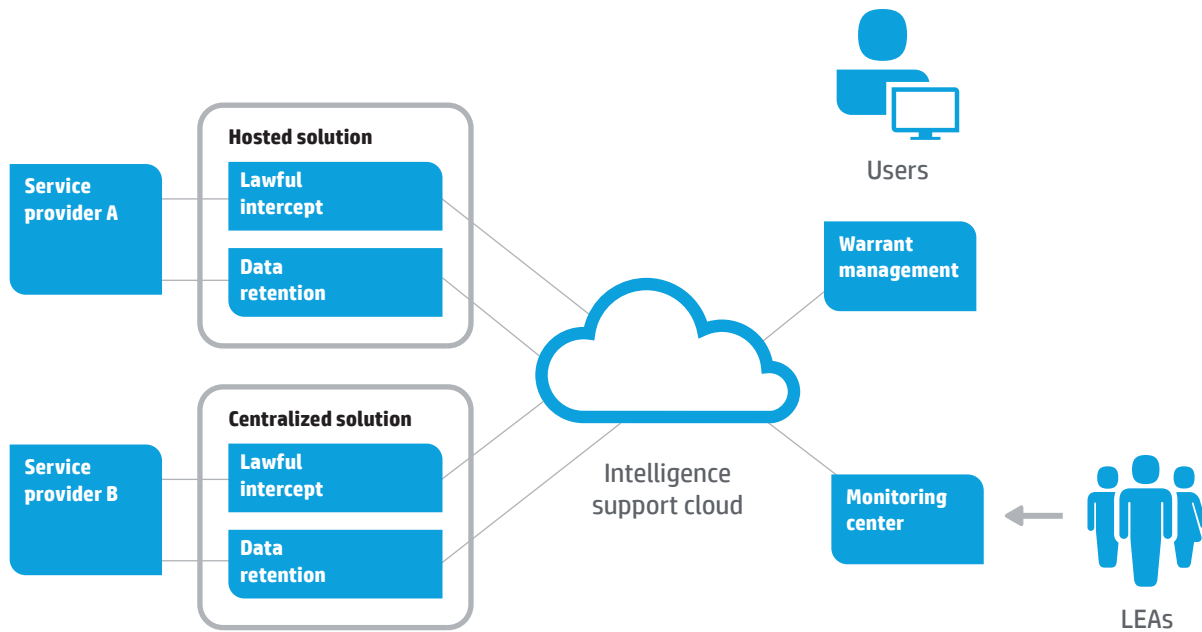 Hosted solution
Service
provider A
Lawful
intercept
Data
retention
Centralized solution
Service
provider B
Lawful
intercept
Data
retention
Intelligence
support cloud
Users
Warrant
management
Monitoring
center
LEAs